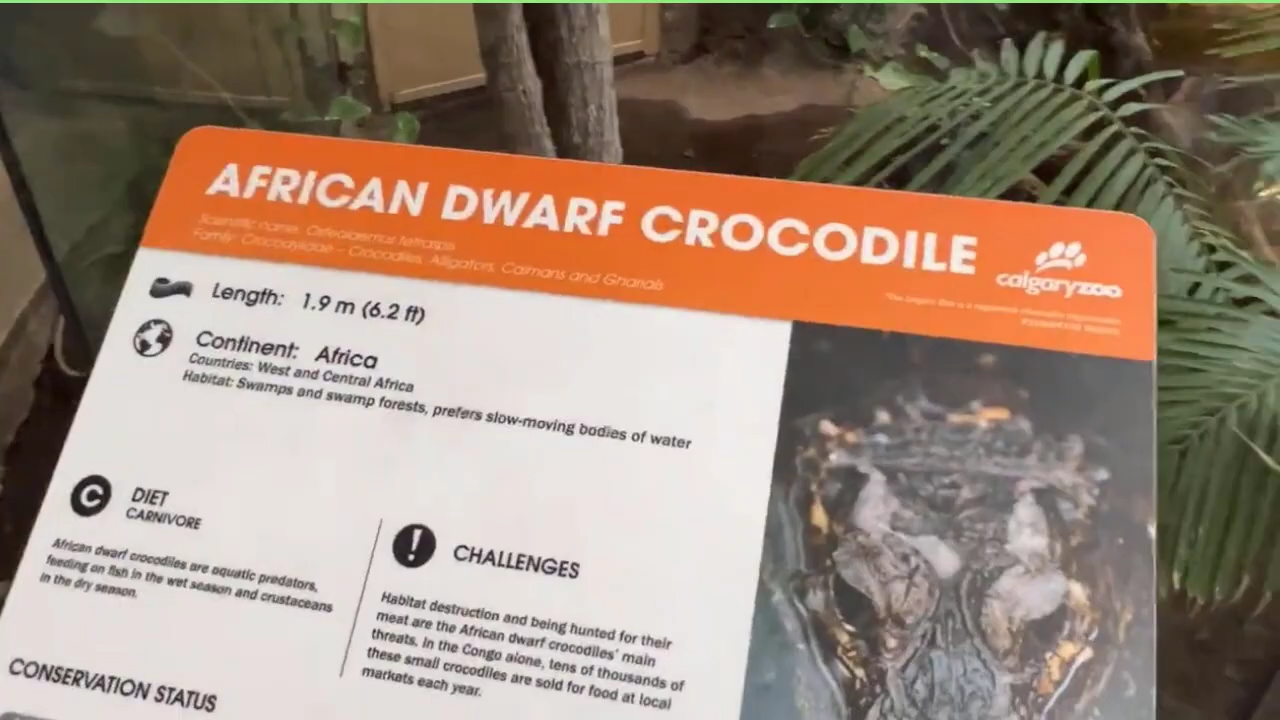 AFRICAN DWARF CROCODILE
Scientific name: Osteolaemus tetraspis
Family: Crocodylidae – Crocodiles, Alligators, Caimans and Gharials
calgaryzoo
Length: 1.9 m (6.2 ft)
Continent: Africa
Countries: West and Central Africa
Habitat: Swamps and swamp forests, prefers slow-moving bodies of water
C
DIET
CARNIVORE
African dwarf crocodiles are aquatic predators,
feeding on fish in the wet season and crustaceans
in the dry season.
!
CHALLENGES
Habitat destruction and being hunted for their
meat are the African dwarf crocodiles' main
threats. In the Congo alone, tens of thousands of
these small crocodiles are sold for food at local
markets each year.
CONSERVATION STATUS